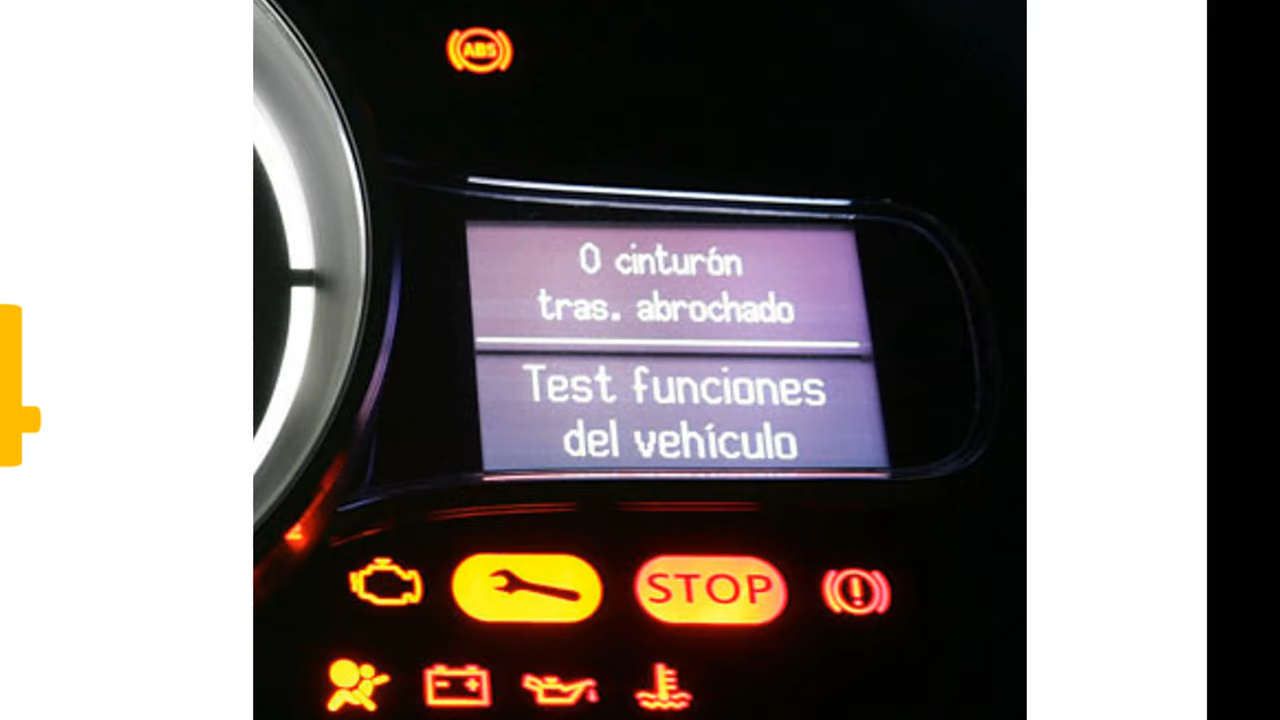 ABS
0 cinturón
tras. abrochado
Test funciones
del vehículo
STOP